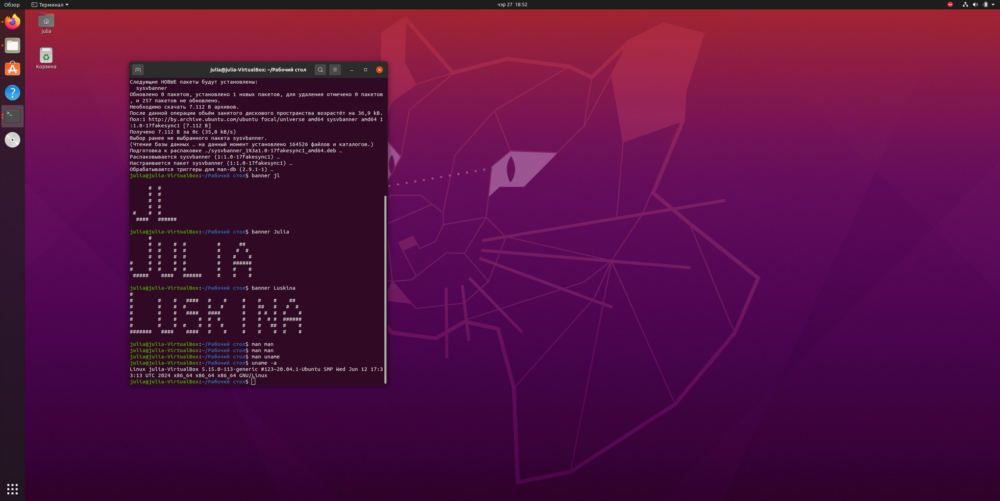 Обзор
Терминал
чэр 27 18:52
julia
Корзина
julia@julia-VirtualBox: ~/Рабочий стол
Следующие НОВЫЕ пакеты будут установлены:
  sysvbanner
Обновлено 0 пакетов, установлено 1 новых пакетов, для удаления отмечено 0 пакетов
, и 257 пакетов не обновлено.
Необходимо скачать 7.112 B архивов.
После данной операции объём занятого дискового пространства возрастёт на 36,9 kB.
Пол:1 http://by.archive.ubuntu.com/ubuntu focal/universe amd64 sysvbanner amd64 1
:1.0-17fakesync1 [7.112 B]
Получено 7.112 B за 0с (35,8 kB/s)
Выбор ранее не выбранного пакета sysvbanner.
(Чтение базы данных … на данный момент установлено 164526 файлов и каталогов.)
Подготовка к распаковке …/sysvbanner_1%3a1.0-17fakesync1_amd64.deb …
Распаковывается sysvbanner (1:1.0-17fakesync1) …
Настраивается пакет sysvbanner (1:1.0-17fakesync1) …
Обрабатываются триггеры для man-db (2.9.1-1) …
julia@julia-VirtualBox:~/Рабочий стол$ banner jl

      #  #
      #  #
      #  #
      #  #
 #    #  #
  ####   ######

julia@julia-VirtualBox:~/Рабочий стол$ banner Julia
      #
      #  #    #  #          #      ##
      #  #    #  #          #     #  #
      #  #    #  #          #    #    #
#     #  #    #  #          #    ######
#     #  #    #  #          #    #    #
 #####    ####   ######     #    #    #

julia@julia-VirtualBox:~/Рабочий стол$ banner Luskina
#
#        #    #   ####   #    #     #    #    #    ##
#        #    #  #       #   #      #    ##   #   #  #
#        #    #   ####   ####       #    # #  #  #    #
#        #    #       #  #  #       #    #  # #  ######
#        #    #  #    #  #   #      #    #   ##  #    #
#######   ####    ####   #    #     #    #    #  #    #

julia@julia-VirtualBox:~/Рабочий стол$ man man
julia@julia-VirtualBox:~/Рабочий стол$ man man
julia@julia-VirtualBox:~/Рабочий стол$ man uname
julia@julia-VirtualBox:~/Рабочий стол$ uname -a
Linux julia-VirtualBox 5.15.0-113-generic #123~20.04.1-Ubuntu SMP Wed Jun 12 17:3
3:13 UTC 2024 x86_64 x86_64 x86_64 GNU/Linux
julia@julia-VirtualBox:~/Рабочий стол$